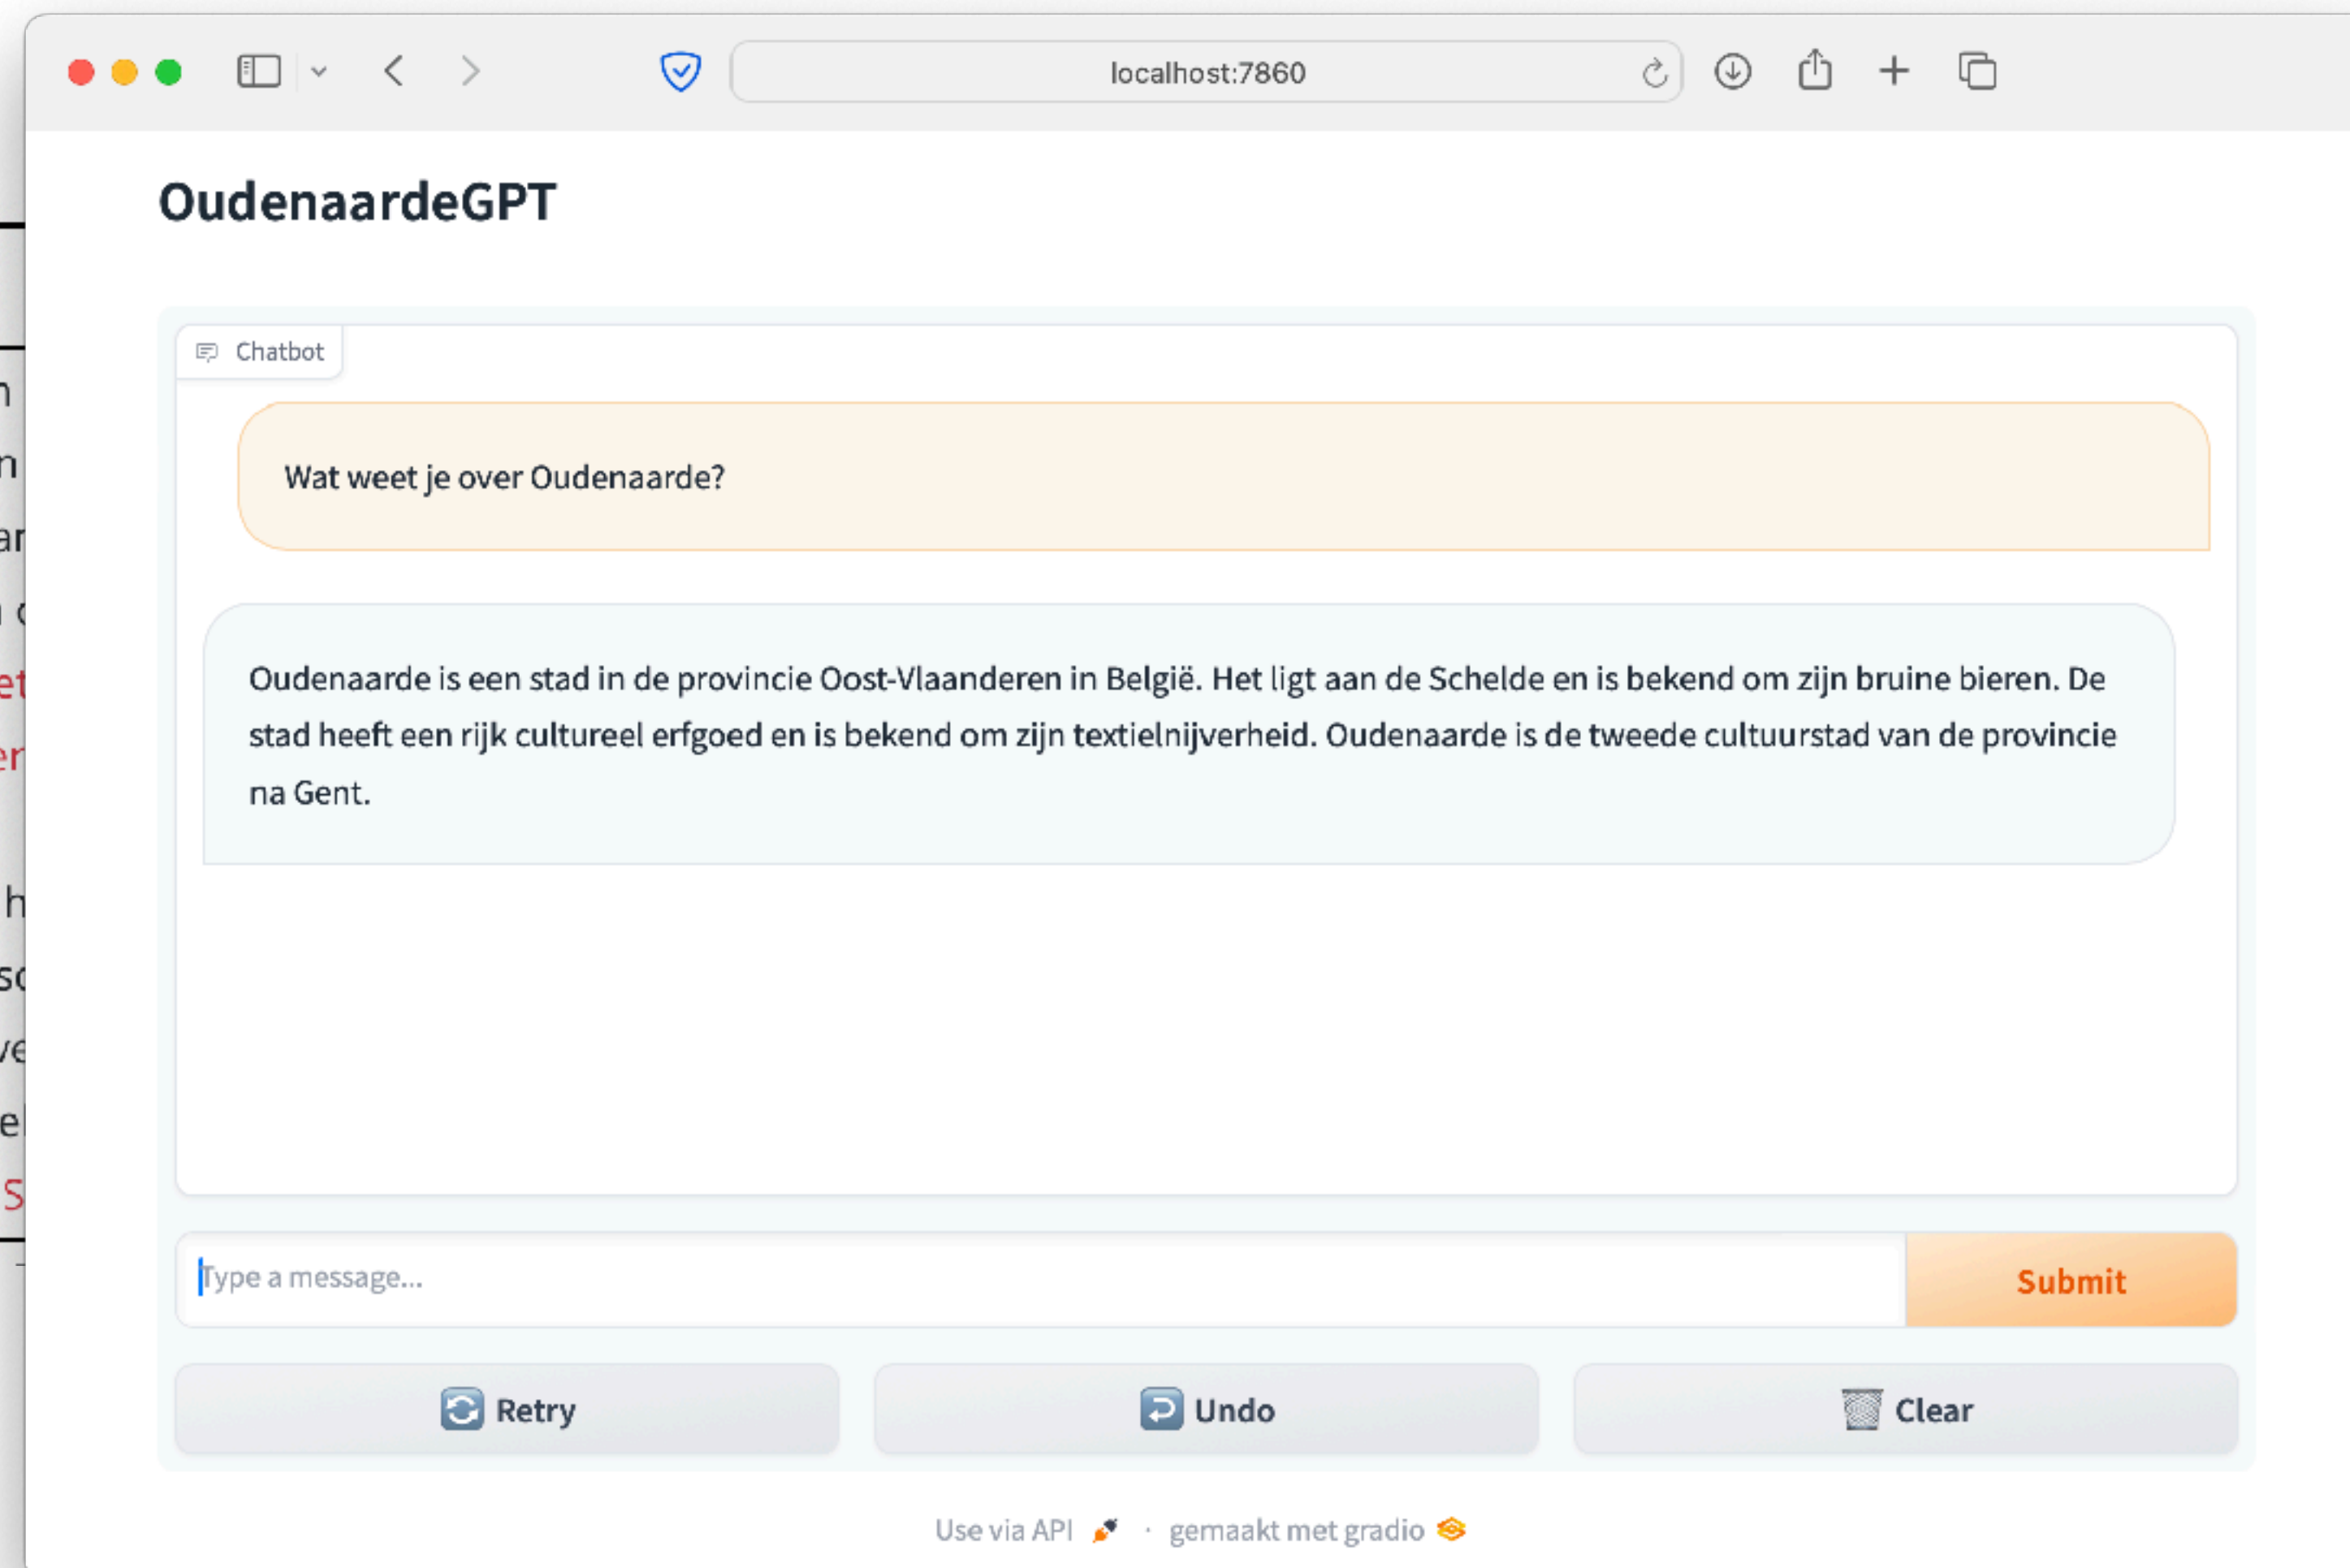 localhost:7860
OudenaardeGPT
Chatbot
Wat weet je over Oudenaarde?
Oudenaarde is een stad in de provincie Oost-Vlaanderen in België. Het ligt aan de Schelde en is bekend om zijn bruine bieren. De
stad heeft een rijk cultureel erfgoed en is bekend om zijn textielnijverheid. Oudenaarde is de tweede cultuurstad van de provincie
na Gent.
Type a message...
Submit
Retry
Undo
Clear
Use via API · gemaakt met gradio